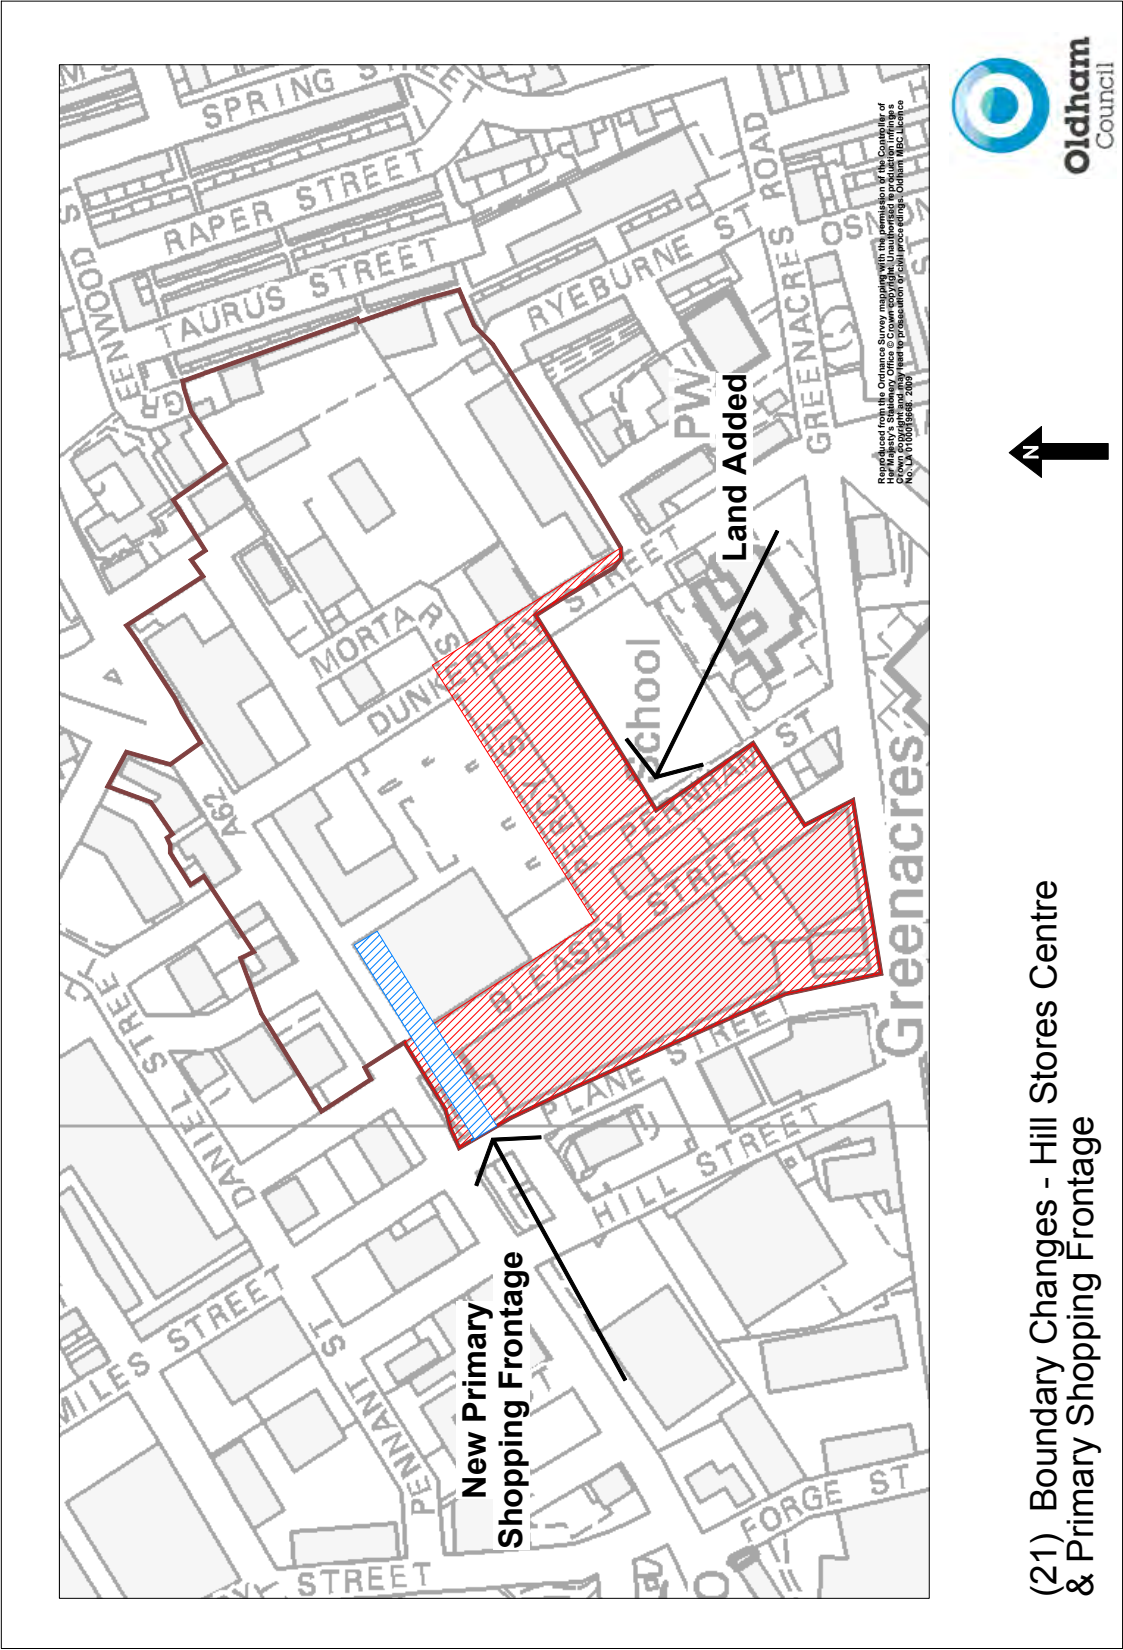 SPRING STREET
RAPER STREET
TAURUS STREET
RYEBURNE ST
GREENACRES ROAD
PW
Land Added
MORTAR S
DUNKERLEY STREET
School
PERCY ST
PERNHAM ST
BLEASBY STREET
A62
Greenacres
PLANE STREET
HILL STREET
DANIEL STREET
MILES STREET
PENNANT ST
New Primary
Shopping Frontage
FORGE ST
STREET
Reproduced from the Ordnance Survey mapping with the permission of the Controller of
Her Majesty's Stationery Office © Crown copyright. Unauthorised reproduction infringes
Crown copyright and may lead to prosecution or civil proceedings. Oldham MBC Licence
No. LA 0100019668. 2009
Oldham
Council
N
(21) Boundary Changes - Hill Stores Centre
& Primary Shopping Frontage